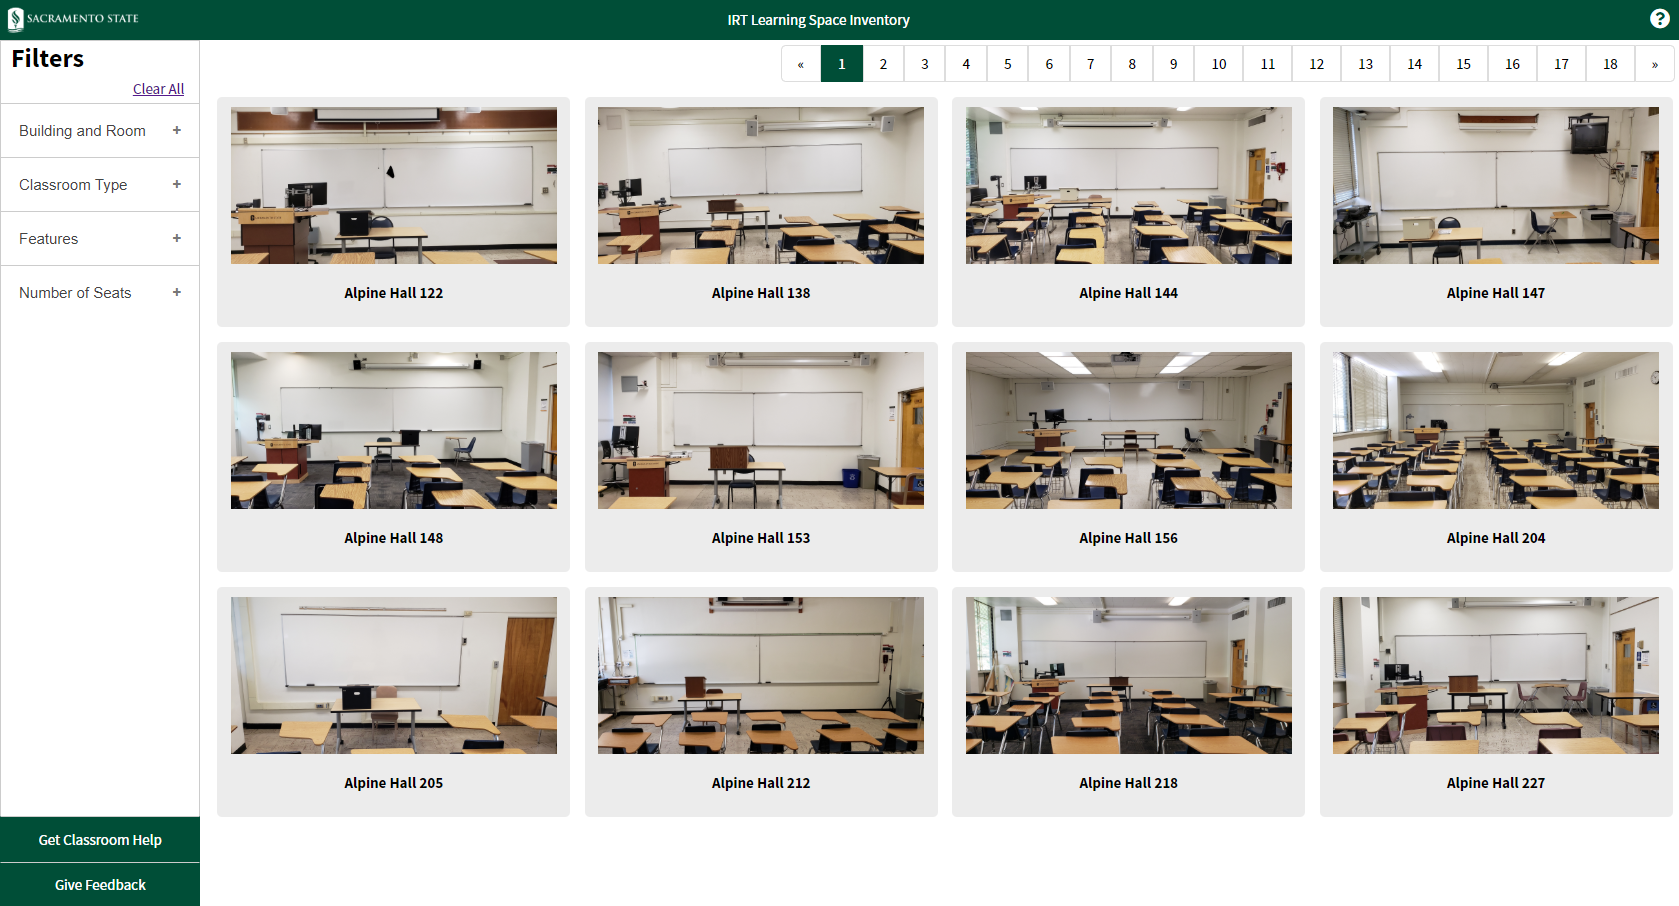 SACRAMENTO STATE
IRT Learning Space Inventory
?
Filters
Clear All
Building and Room +
Classroom Type +
Features +
Number of Seats +
« 1 2 3 4 5 6 7 8 9 10 11 12 13 14 15 16 17 18 »
Alpine Hall 122
Alpine Hall 138
Alpine Hall 144
Alpine Hall 147
Alpine Hall 148
Alpine Hall 153
Alpine Hall 156
Alpine Hall 204
Alpine Hall 205
Alpine Hall 212
Alpine Hall 218
Alpine Hall 227
Get Classroom Help
Give Feedback